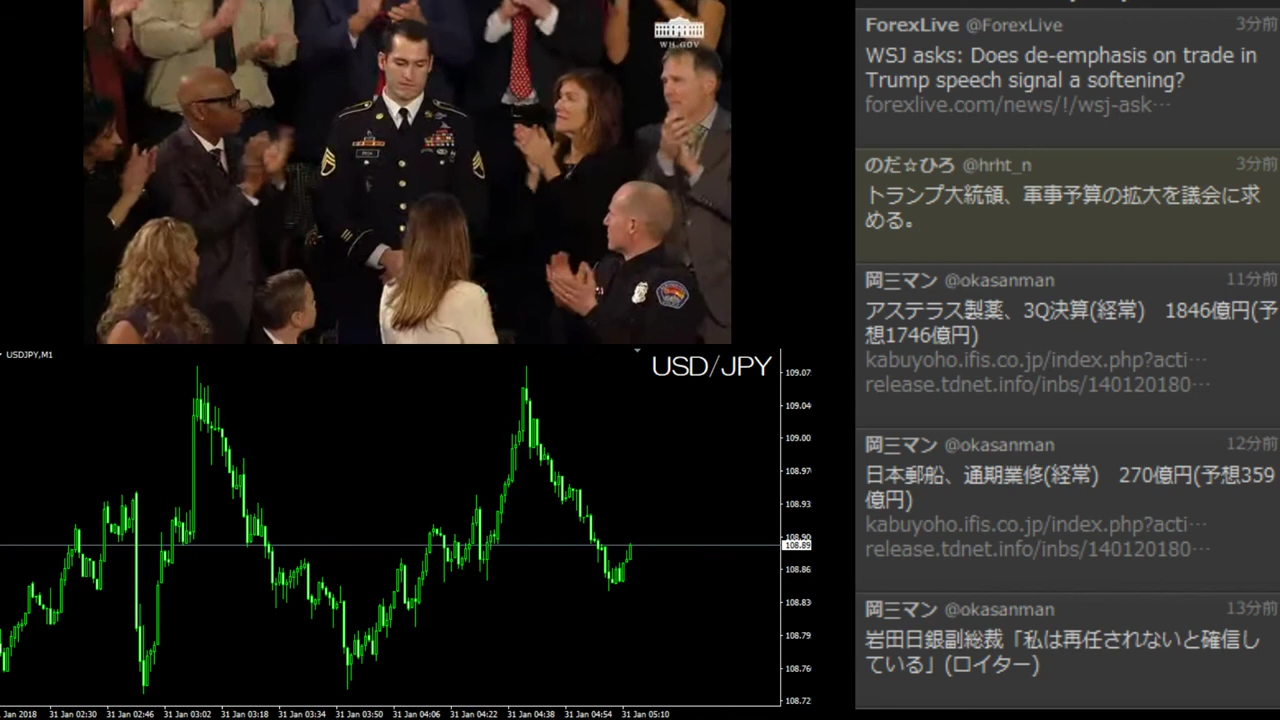 WH.GOV
USDJPY,M1
USD/JPY
109.07
109.04
109.00
108.97
108.93
108.90
108.89
108.86
108.83
108.79
108.76
108.72
Jan 2018
31 Jan 02:30
31 Jan 02:46
31 Jan 03:02
31 Jan 03:18
31 Jan 03:34
31 Jan 03:50
31 Jan 04:06
31 Jan 04:22
31 Jan 04:38
31 Jan 04:54
31 Jan 05:10
ForexLive @ForexLive 3分前
WSJ asks: Does de-emphasis on trade in
Trump speech signal a softening?
forexlive.com/news/!/wsj-ask…
のだ☆ひろ @hrht_n 3分前
トランプ大統領、軍事予算の拡大を議会に求
める。
岡三マン @okasanman 11分前
アステラス製薬、3Q決算(経常) 1846億円(予
想1746億円)
kabuyoho.ifis.co.jp/index.php?acti…
release.tdnet.info/inbs/140120180…
岡三マン @okasanman 12分前
日本郵船、通期業修(経常) 270億円(予想359
億円)
kabuyoho.ifis.co.jp/index.php?acti…
release.tdnet.info/inbs/140120180…
岡三マン @okasanman 13分前
岩田日銀副総裁「私は再任されないと確信し
ている」(ロイター)